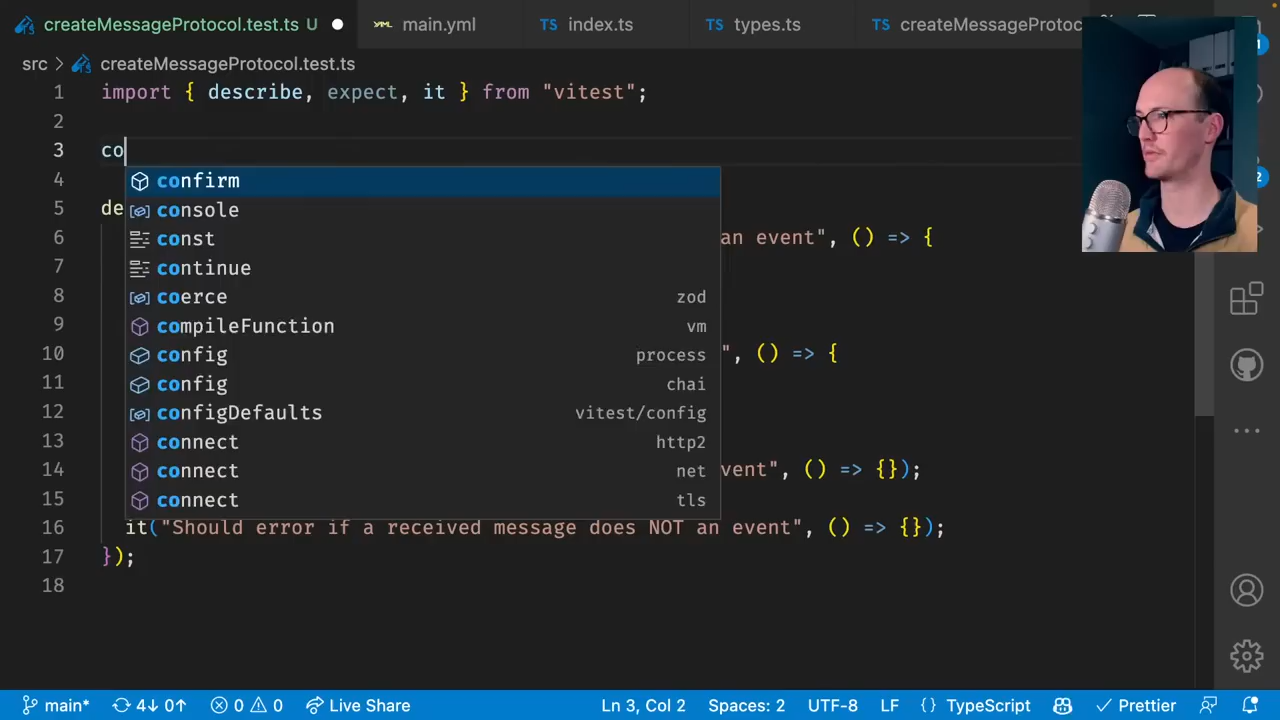 createMessageProtocol.test.ts U
main.yml
TS index.ts
TS types.ts
TS createMessageProtoc
src > createMessageProtocol.test.ts
1 import { describe, expect, it } from "vitest";
2
3 co
4 confirm
5 de console
6 const an event", () => {
7 continue
8 coerce zod
9 compileFunction vm
10 config process ", () => {
11 config chai
12 configDefaults vitest/config
13 connect http2
14 connect net vent", () => {});
15 connect tls
16 it("Should error if a received message does NOT an event", () => {});
17 });
18
main* 4↓ 0↑ 0 0 Live Share Ln 3, Col 2 Spaces: 2 UTF-8 LF {} TypeScript Prettier
1
2